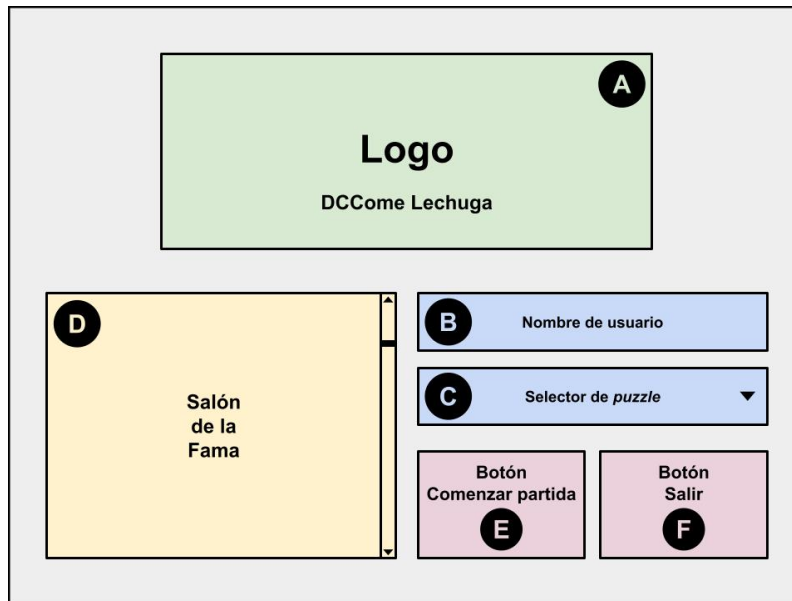 A
Logo
DCCome Lechuga
D
Salón
de la
Fama
B
Nombre de usuario
C
Selector de puzzle
Botón
Comenzar partida
E
Botón
Salir
F